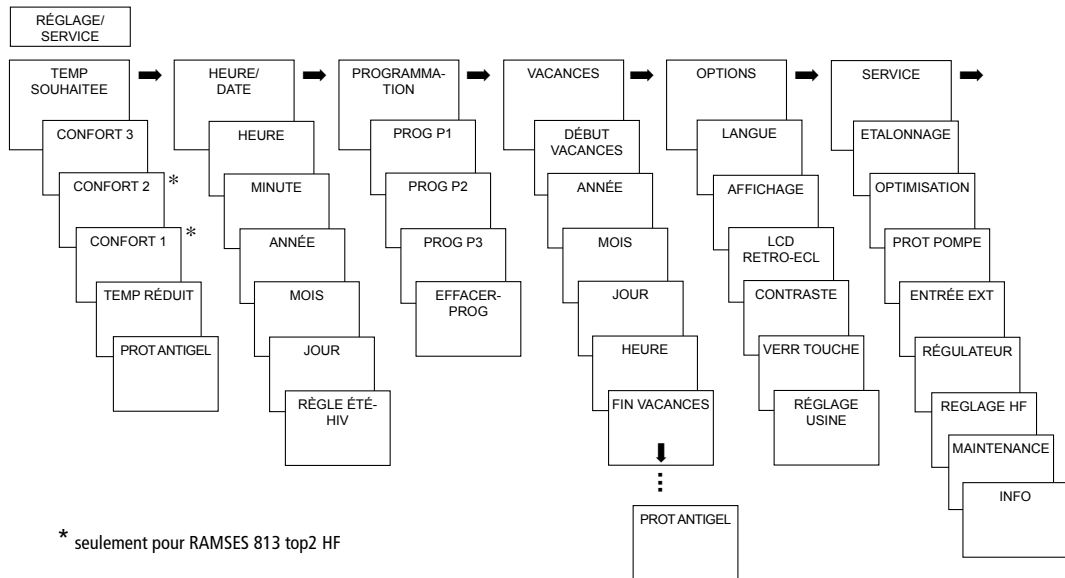 RÉGLAGE/
SERVICE
TEMP
SOUHAITEE
CONFORT 3
CONFORT 2
*
CONFORT 1
*
TEMP RÉDUIT
PROT ANTIGEL
HEURE/
DATE
HEURE
MINUTE
ANNÉE
MOIS
JOUR
RÈGLE ÉTÉ-
HIV
PROGRAMMA-
TION
PROG P1
PROG P2
PROG P3
EFFACER-
PROG
VACANCES
DÉBUT
VACANCES
ANNÉE
MOIS
JOUR
HEURE
FIN VACANCES
PROT ANTIGEL
OPTIONS
LANGUE
AFFICHAGE
LCD
RETRO-ECL
CONTRASTE
VERR TOUCHE
RÉGLAGE
USINE
SERVICE
ETALONNAGE
OPTIMISATION
PROT POMPE
ENTRÉE EXT
RÉGULATEUR
REGLAGE HF
MAINTENANCE
INFO
* seulement pour RAMSES 813 top2 HF